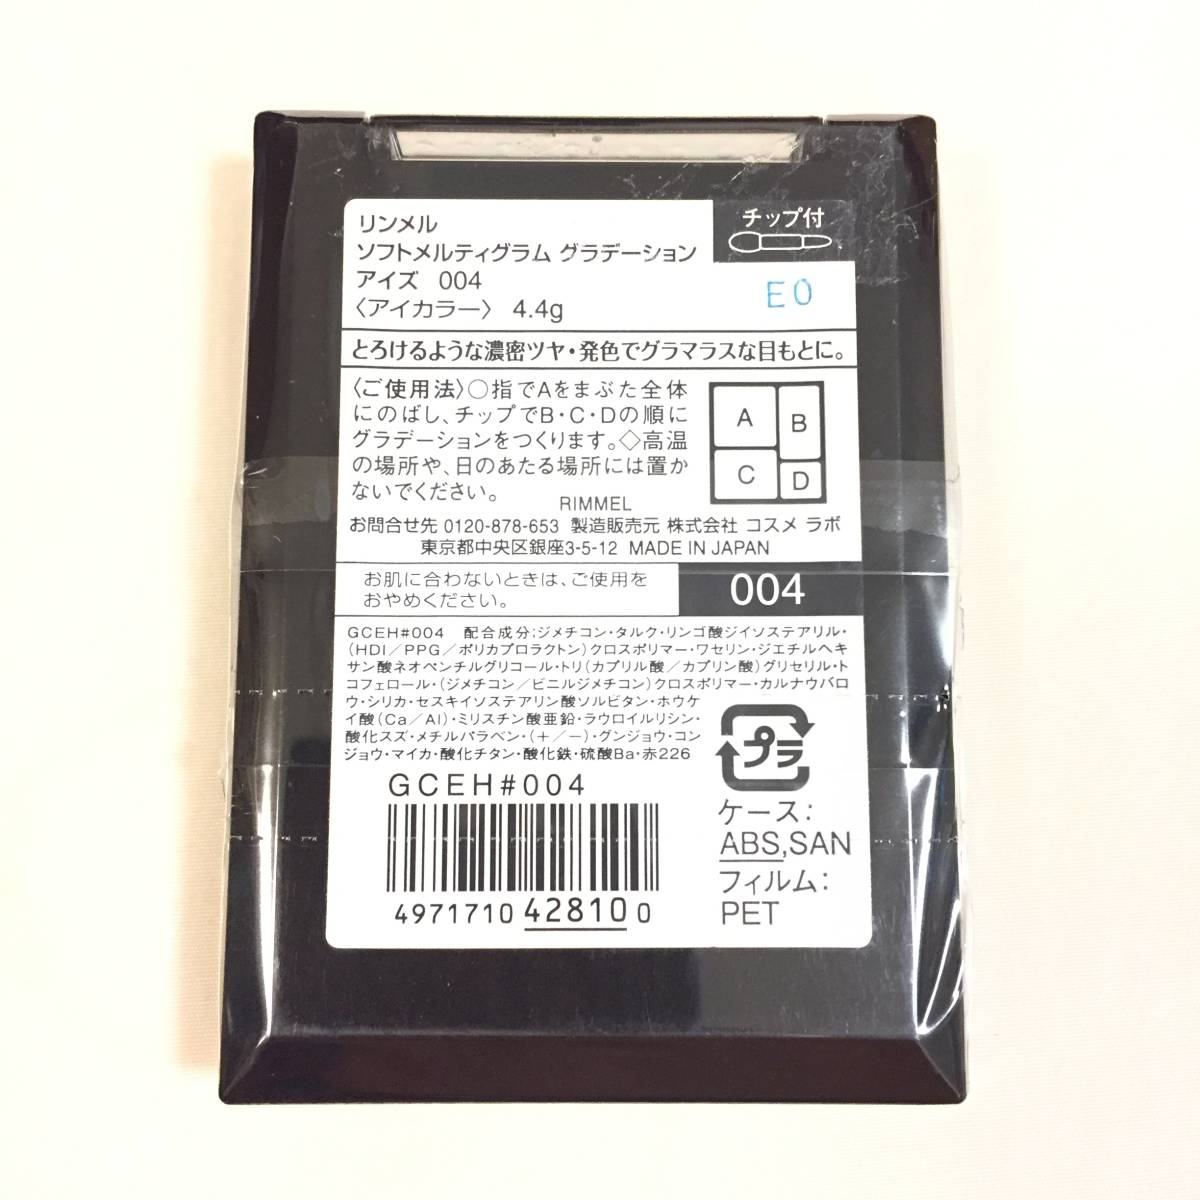 リンメル
ソフトメルティグラム グラデーション
アイズ 004
〈アイカラー〉 4.4g
チップ付
EO
とろけるような濃密ツヤ・発色でグラマラスな目もとに。
〈ご使用法〉○指でAをまぶた全体
にのばし、チップでB・C・Dの順に
グラデーションをつくります。◇高温
の場所や、日のあたる場所には置か
ないでください。
A
B
C
D
RIMMEL
お問合せ先 0120-878-653 製造販売元 株式会社 コスメ ラボ
東京都中央区銀座3-5-12 MADE IN JAPAN
お肌に合わないときは、ご使用を
おやめください。
004
GCEH#004 配合成分;ジメチコン・タルク・リンゴ酸ジイソステアリル・
(HDI/PPG/ポリカプロラクトン)クロスポリマー・ワセリン・ジエチルヘキ
サン酸ネオペンチルグリコール・トリ(カプリル酸/カプリン酸)グリセリル・ト
コフェロール・(ジメチコン/ビニルジメチコン)クロスポリマー・カルナウバロ
ウ・シリカ・セスキイソステアリン酸ソルビタン・ホウケ
イ酸(Ca/Al)・ミリスチン酸亜鉛・ラウロイルリシン・
酸化スズ・メチルパラベン・(+/-)・グンジョウ・コン
ジョウ・マイカ・酸化チタン・酸化鉄・硫酸Ba・赤226
GCEH#004
4971710 428100
プラ
ケース:
ABS,SAN
フィルム:
PET